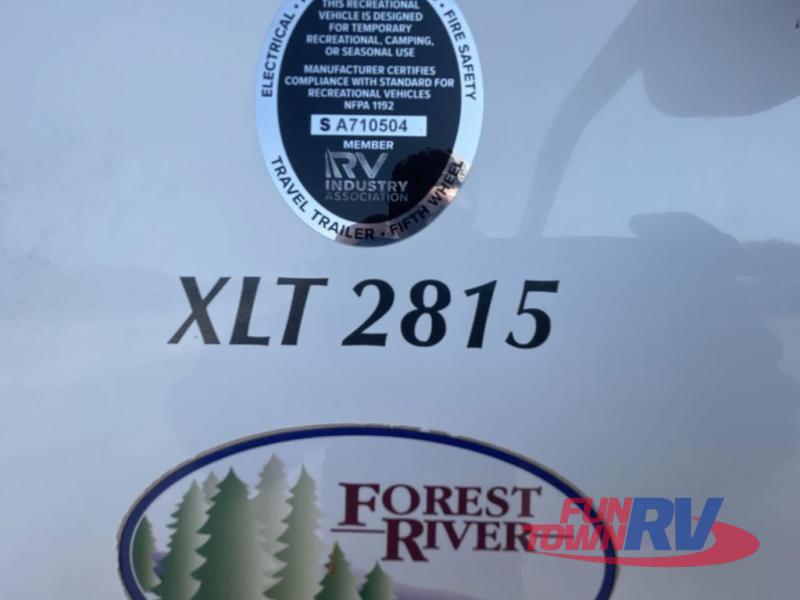 ELECTRICAL •
• FIRE SAFETY
THIS RECREATIONAL
VEHICLE IS DESIGNED
FOR TEMPORARY
RECREATIONAL, CAMPING,
OR SEASONAL USE
MANUFACTURER CERTIFIES
COMPLIANCE WITH STANDARD FOR
RECREATIONAL VEHICLES
NFPA 1192
S A710504
MEMBER
RV
INDUSTRY
ASSOCIATION
TRAVEL TRAILER • FIFTH WHEEL
XLT 2815
FOREST
RIVER
FUN
TOWN RV